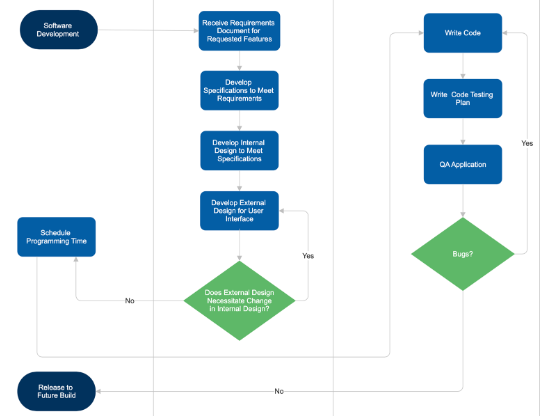 Software
Development
Receive Requirements
Document for
Requested Features
Develop
Specifications to Meet
Requirements
Develop Internal
Design to Meet
Specifications
Develop External
Design for User
Interface
Does External Design
Necessitate Change
In Internal Design?
Yes
No
Schedule
Programming Time
Write Code
Write Code Testing
Plan
QA Application
Bugs?
Yes
No
Release to
Future Build